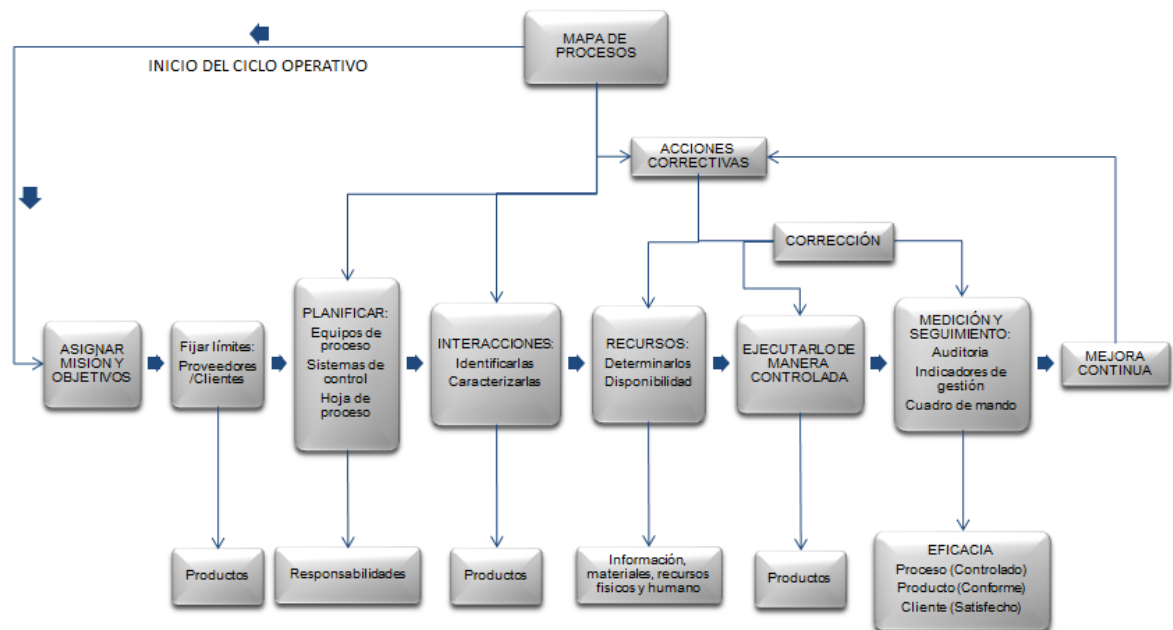 MAPA DE
PROCESOS
INICIO DEL CICLO OPERATIVO
ACCIONES
CORRECTIVAS
CORRECCIÓN
ASIGNAR
MISIÓN Y
OBJETIVOS
Fijar límites:
Proveedores
/Clientes
PLANIFICAR:
Equipos de
proceso
Sistemas de
control
Hoja de
proceso
INTERACCIONES:
Identificarlas
Caracterizarlas
RECURSOS:
Determinarlos
Disponibilidad
EJECUTARLO DE
MANERA
CONTROLADA
MEDICIÓN Y
SEGUIMIENTO:
Auditoria
Indicadores de
gestión
Cuadro de mando
MEJORA
CONTINUA
Productos
Responsabilidades
Productos
Información,
materiales, recursos
físicos y humano
Productos
EFICACIA
Proceso (Controlado)
Producto (Conforme)
Cliente (Satisfecho)